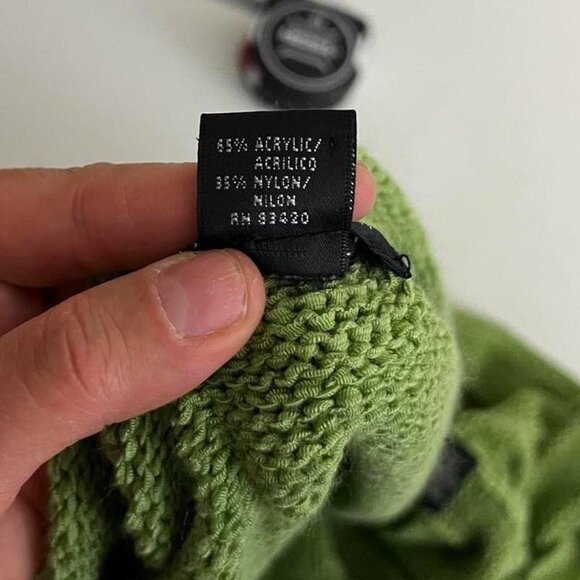 65% ACRYLIC/
ACRILICO
35% NYLON/
NILON
RN 83420